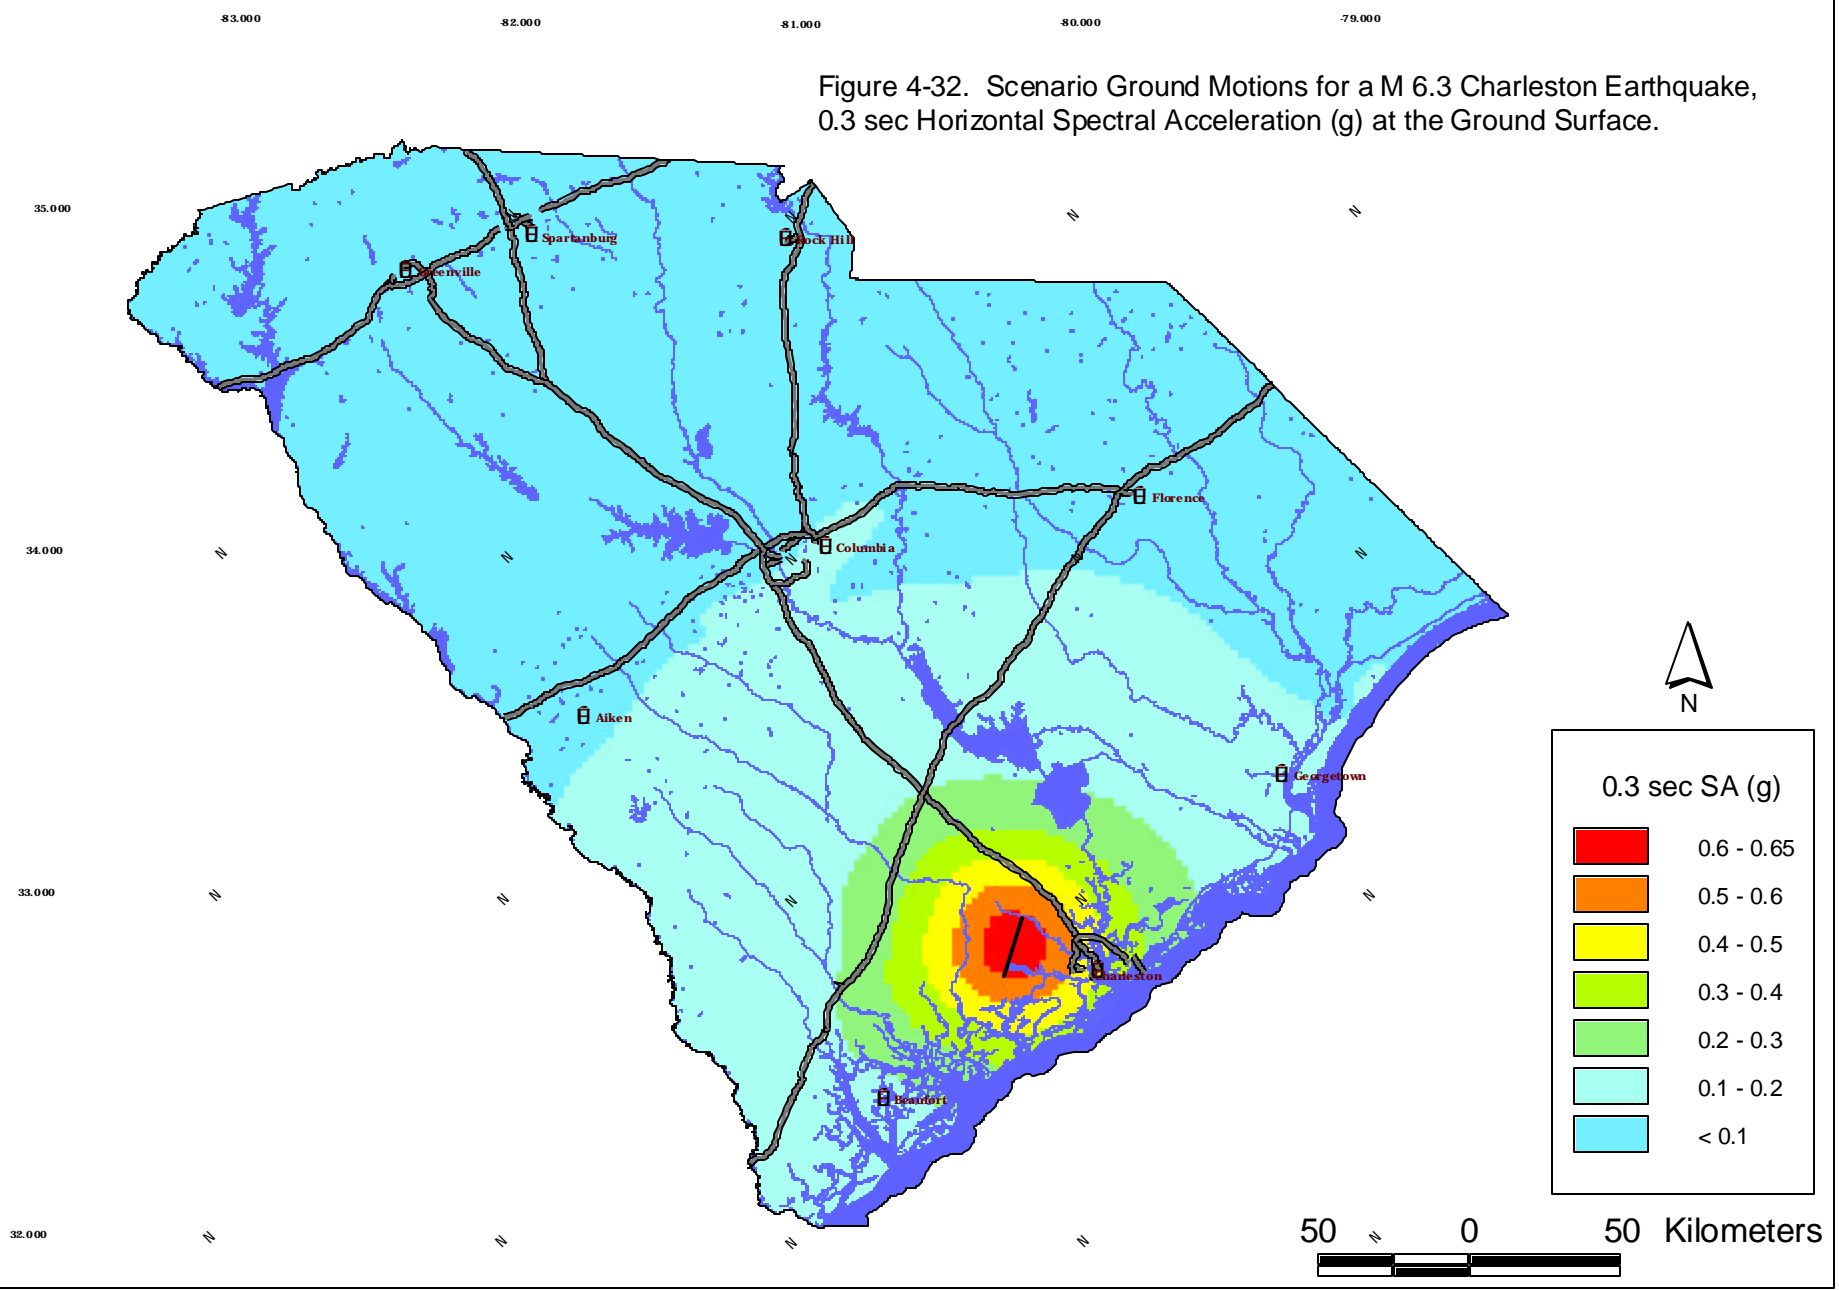 -83.000
-82.000
-81.000
-80.000
-79.000
Figure 4-32. Scenario Ground Motions for a M 6.3 Charleston Earthquake,
0.3 sec Horizontal Spectral Acceleration (g) at the Ground Surface.
35.000
N
N
N
Spartanburg
Rock Hill
Greenville
Florence
34.000
N
N
Columbia
N
N
N
Aiken
N
Georgetown
0.3 sec SA (g)
0.6 - 0.65
0.5 - 0.6
0.4 - 0.5
0.3 - 0.4
0.2 - 0.3
0.1 - 0.2
< 0.1
33.000
N
N
N
N
N
Charleston
Beaufort
32.000
N
N
N
N
N
50 0 50 Kilometers